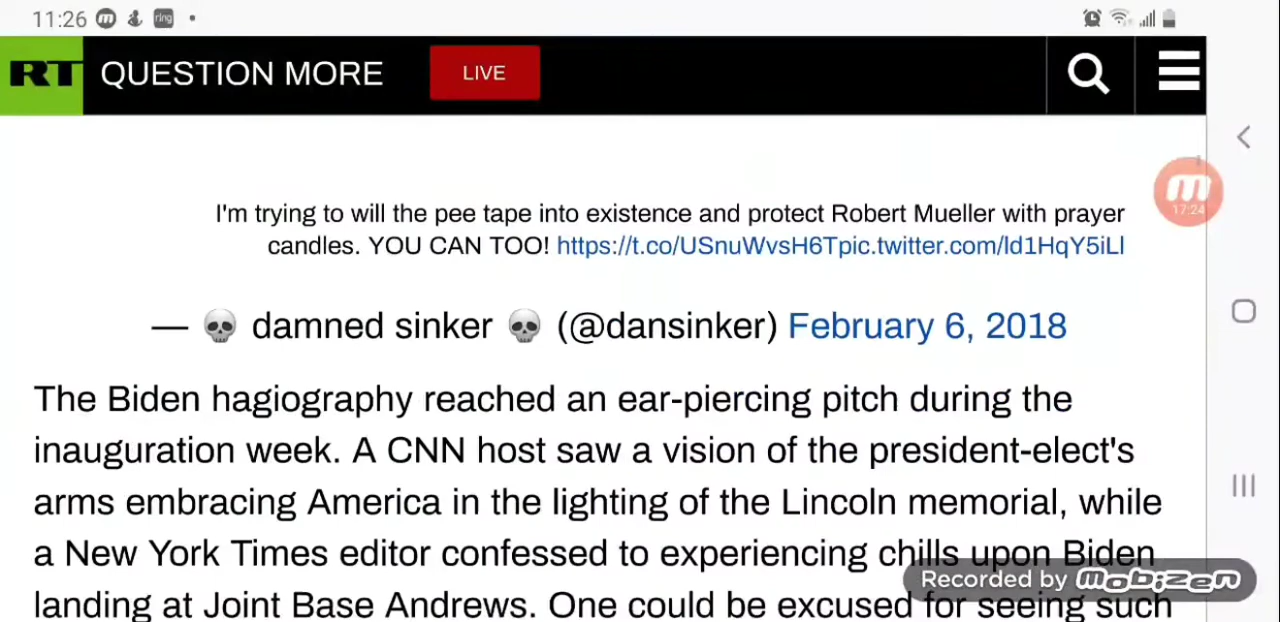 11:26 m ring
RT QUESTION MORE LIVE
17:24
I'm trying to will the pee tape into existence and protect Robert Mueller with prayer
candles. YOU CAN TOO! https://t.co/USnuWvsH6Tpic.twitter.com/ld1HqY5iLl
— 💀 damned sinker 💀 (@dansinker) February 6, 2018
The Biden hagiography reached an ear-piercing pitch during the
inauguration week. A CNN host saw a vision of the president-elect's
arms embracing America in the lighting of the Lincoln memorial, while
a New York Times editor confessed to experiencing chills upon Biden
Recorded by mobizen
landing at Joint Base Andrews. One could be excused for seeing such